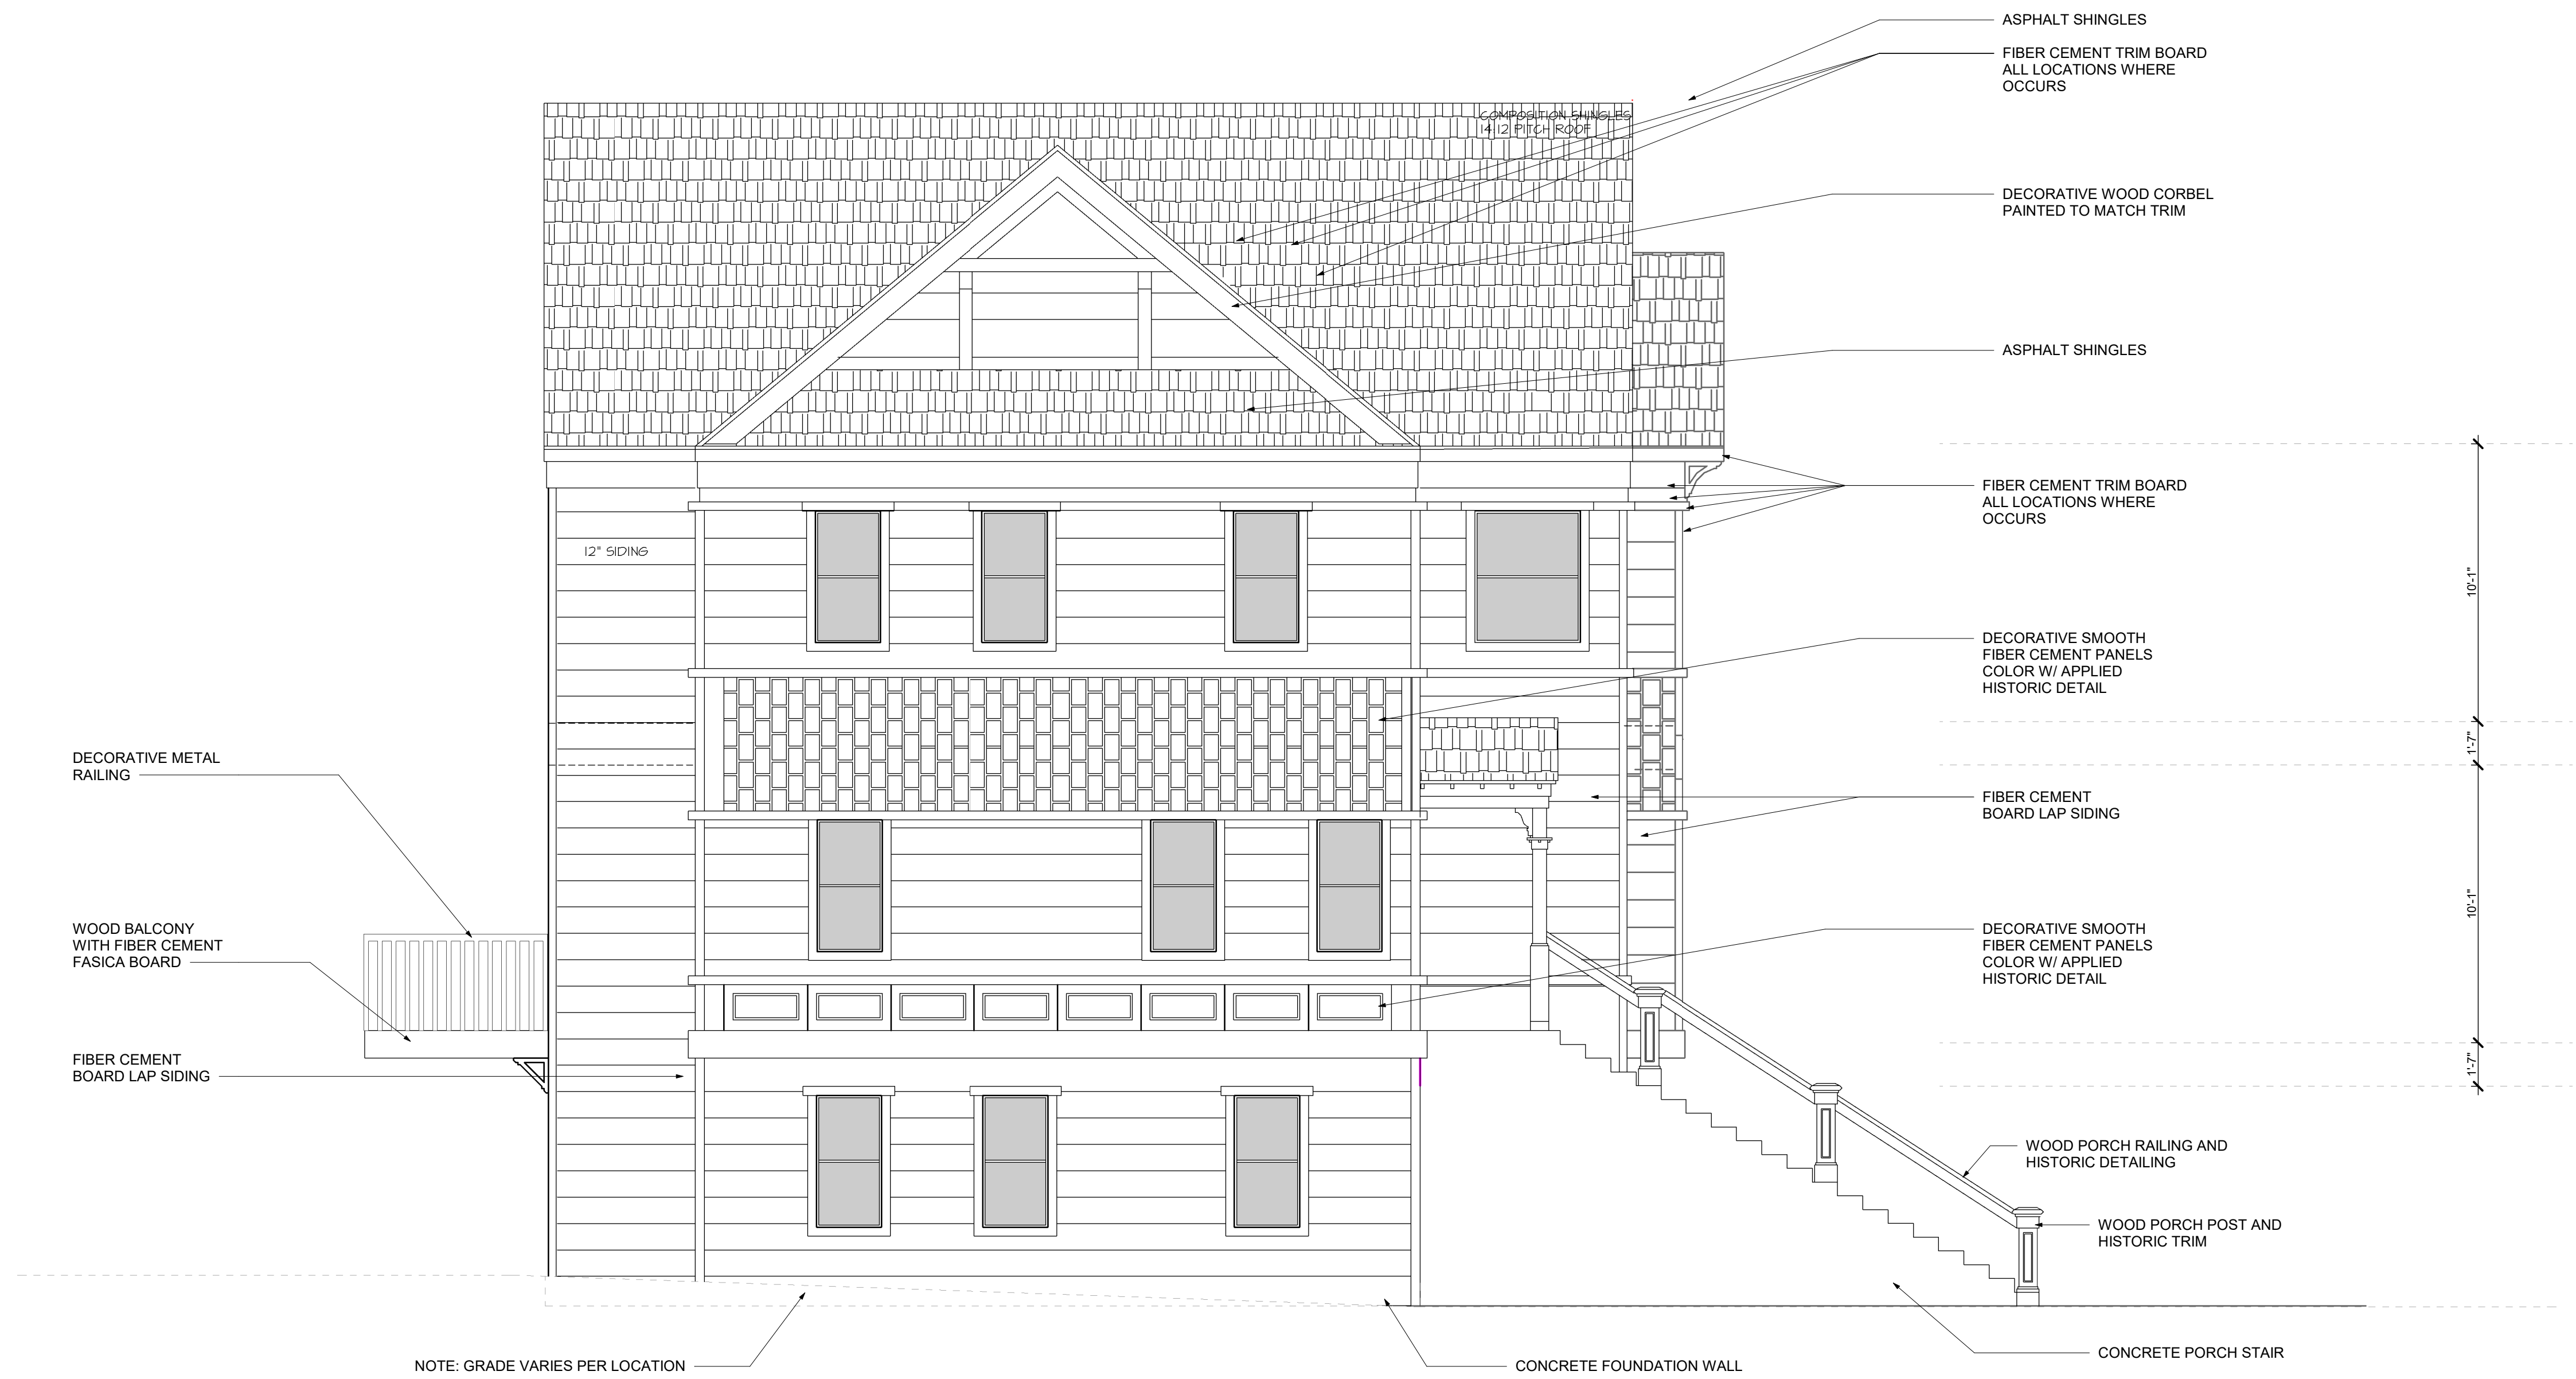 ASPHALT SHINGLES
FIBER CEMENT TRIM BOARD
ALL LOCATIONS WHERE
OCCURS
COMPOSITION SHINGLES
14:12 PITCH ROOF
DECORATIVE WOOD CORBEL
PAINTED TO MATCH TRIM
ASPHALT SHINGLES
FIBER CEMENT TRIM BOARD
ALL LOCATIONS WHERE
OCCURS
12" SIDING
10'-1"
DECORATIVE SMOOTH
FIBER CEMENT PANELS
COLOR W/ APPLIED
HISTORIC DETAIL
1'-7"
DECORATIVE METAL
RAILING
FIBER CEMENT
BOARD LAP SIDING
10'-1"
WOOD BALCONY
WITH FIBER CEMENT
FASICA BOARD
DECORATIVE SMOOTH
FIBER CEMENT PANELS
COLOR W/ APPLIED
HISTORIC DETAIL
1'-7"
FIBER CEMENT
BOARD LAP SIDING
WOOD PORCH RAILING AND
HISTORIC DETAILING
WOOD PORCH POST AND
HISTORIC TRIM
CONCRETE PORCH STAIR
NOTE: GRADE VARIES PER LOCATION
CONCRETE FOUNDATION WALL